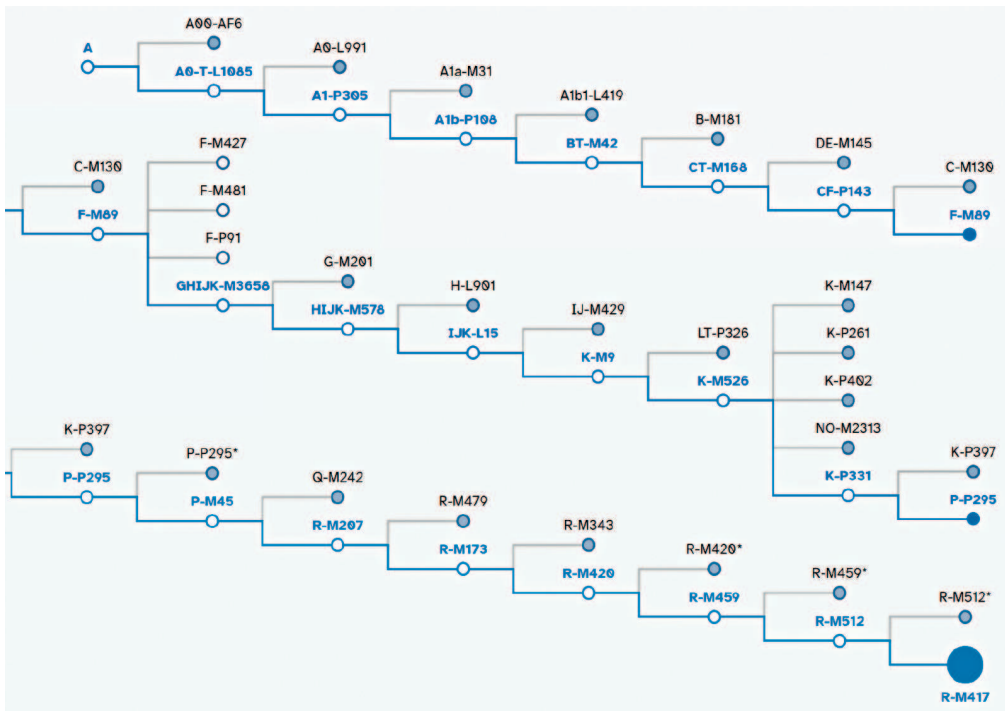 A00-AF6
A
A0-L991
A0-T-L1085
A1a-M31
A1-P305
A1b1-L419
A1b-P108
B-M181
BT-M42
DE-M145
CT-M168
C-M130
CF-P143
F-M89
F-M427
C-M130
F-M481
F-M89
F-P91
G-M201
GHIJK-M3658
H-L901
HIJK-M578
IJ-M429
IJK-L15
LT-P326
K-M9
K-M147
K-P261
K-M526
K-P402
NO-M2313
K-P331
K-P397
P-P295
K-P397
P-P295
P-P295*
P-M45
Q-M242
R-M207
R-M479
R-M173
R-M343
R-M420
R-M420*
R-M459
R-M459*
R-M512
R-M512*
R-M417